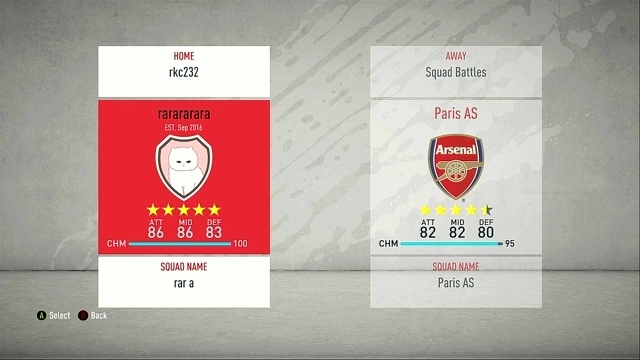 HOME
rkc232
rarararara
EST. Sep 2016
ATT MID DEF
86 86 83
CHM 100
SQUAD NAME
rar a
AWAY
Squad Battles
Paris AS
Arsenal
ATT MID DEF
82 82 80
CHM 95
SQUAD NAME
Paris AS
A Select Back